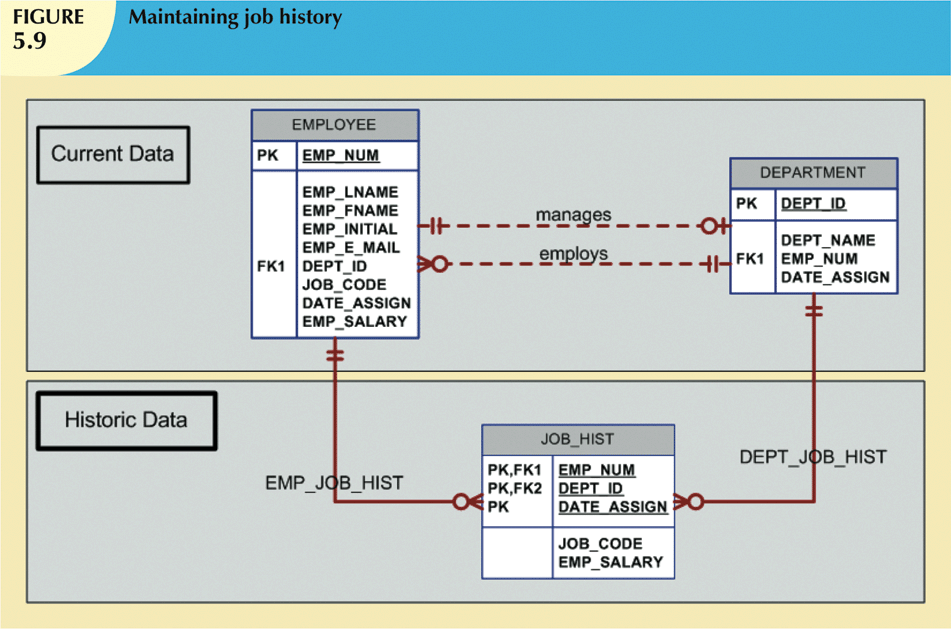 FIGURE
5.9
Maintaining job history
Current Data
EMPLOYEE
PK EMP_NUM
EMP_LNAME
EMP_FNAME
EMP_INITIAL
EMP_E_MAIL
FK1 DEPT_ID
JOB_CODE
DATE_ASSIGN
EMP_SALARY
manages
employs
DEPARTMENT
PK DEPT_ID
DEPT_NAME
FK1 EMP_NUM
DATE_ASSIGN
Historic Data
EMP_JOB_HIST
JOB_HIST
PK,FK1 EMP_NUM
PK,FK2 DEPT_ID
PK DATE_ASSIGN
JOB_CODE
EMP_SALARY
DEPT_JOB_HIST